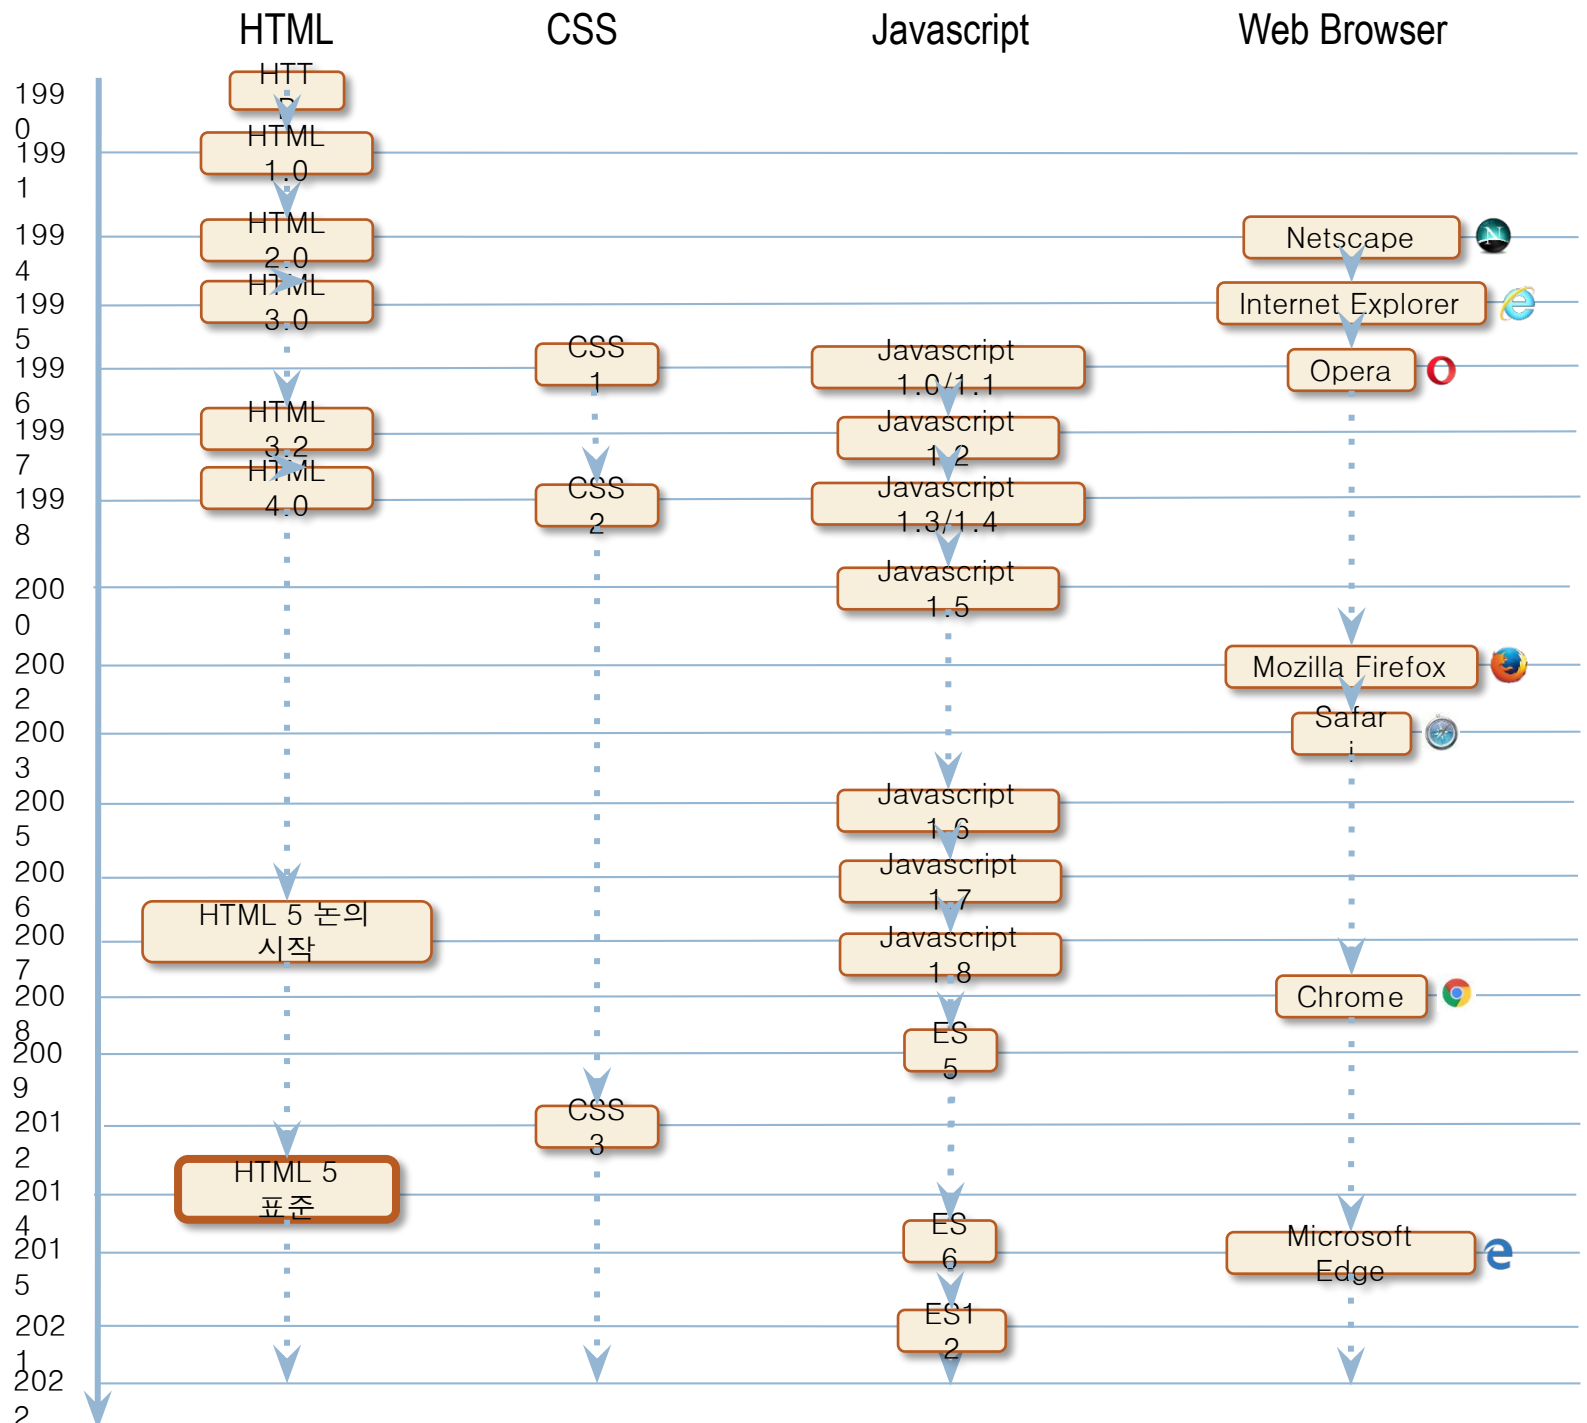 HTML
CSS
Javascript
Web Browser
199
0
HTT
P
199
1
HTML
1.0
199
4
HTML
2.0
Netscape
199
5
HTML
3.0
Internet Explorer
199
6
CSS
1
Javascript
1.0/1.1
Opera
199
7
HTML
3.2
Javascript
1.2
199
8
HTML
4.0
CSS
2
Javascript
1.3/1.4
200
0
Javascript
1.5
200
2
Mozilla Firefox
200
3
Safar
i
200
5
Javascript
1.6
200
6
Javascript
1.7
200
7
HTML 5 논의
시작
Javascript
1.8
200
8
Chrome
200
9
ES
5
201
2
CSS
3
201
4
HTML 5
표준
201
5
ES
6
Microsoft
Edge
202
1
ES1
2
202
2